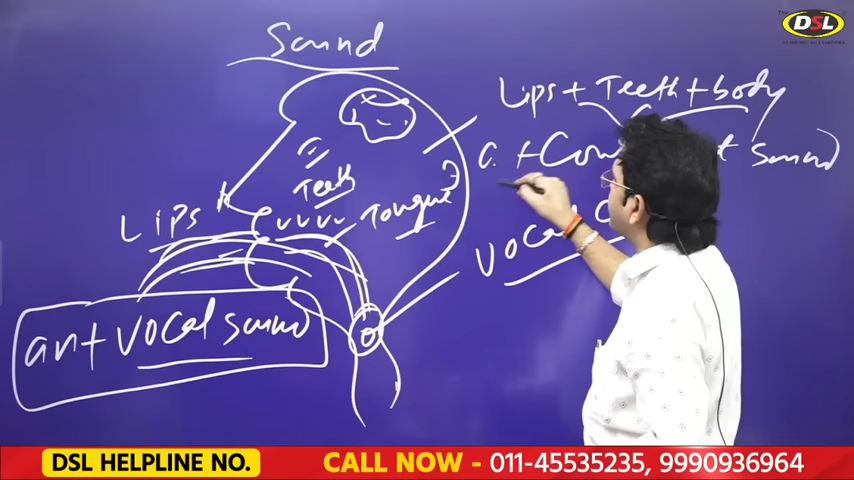 Sound
DSL
Lips + Teeth + body
Teeth
Tongue
Lips
Vocal
an + vocal sound
sound
DSL HELPLINE NO.
CALL NOW - 011-45535235, 9990936964